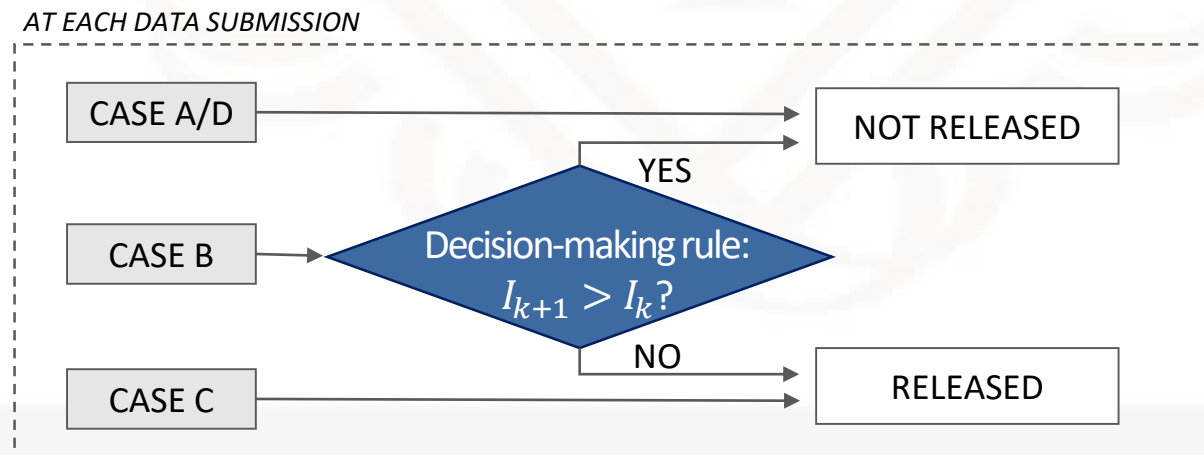 AT EACH DATA SUBMISSION
CASE A/D
NOT RELEASED
YES
CASE B
Decision-making rule:
I_{k+1} > I_k?
NO
CASE C
RELEASED